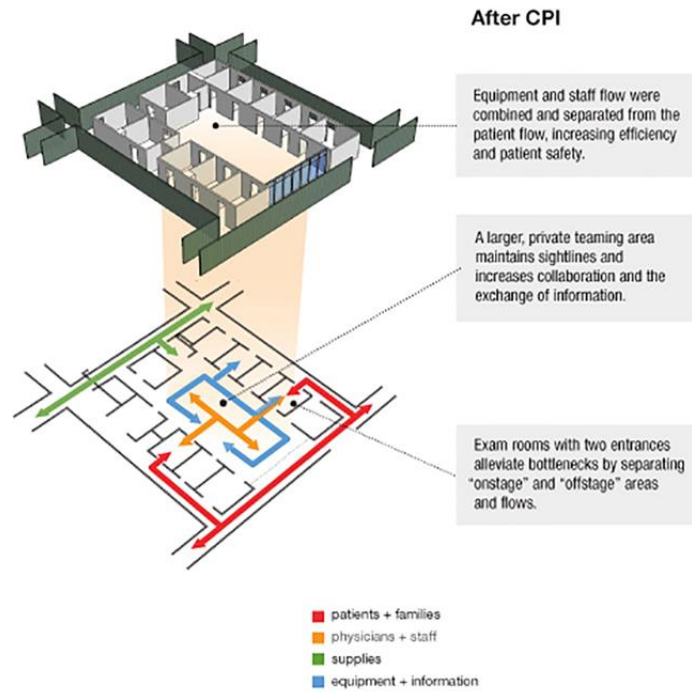 After CPI
Equipment and staff flow were
combined and separated from the
patient flow, increasing efficiency
and patient safety.
A larger, private teaming area
maintains sightlines and
increases collaboration and the
exchange of information.
Exam rooms with two entrances
alleviate bottlenecks by separating
“onstage” and “offstage” areas
and flows.
patients + families
physicians + staff
supplies
equipment + information